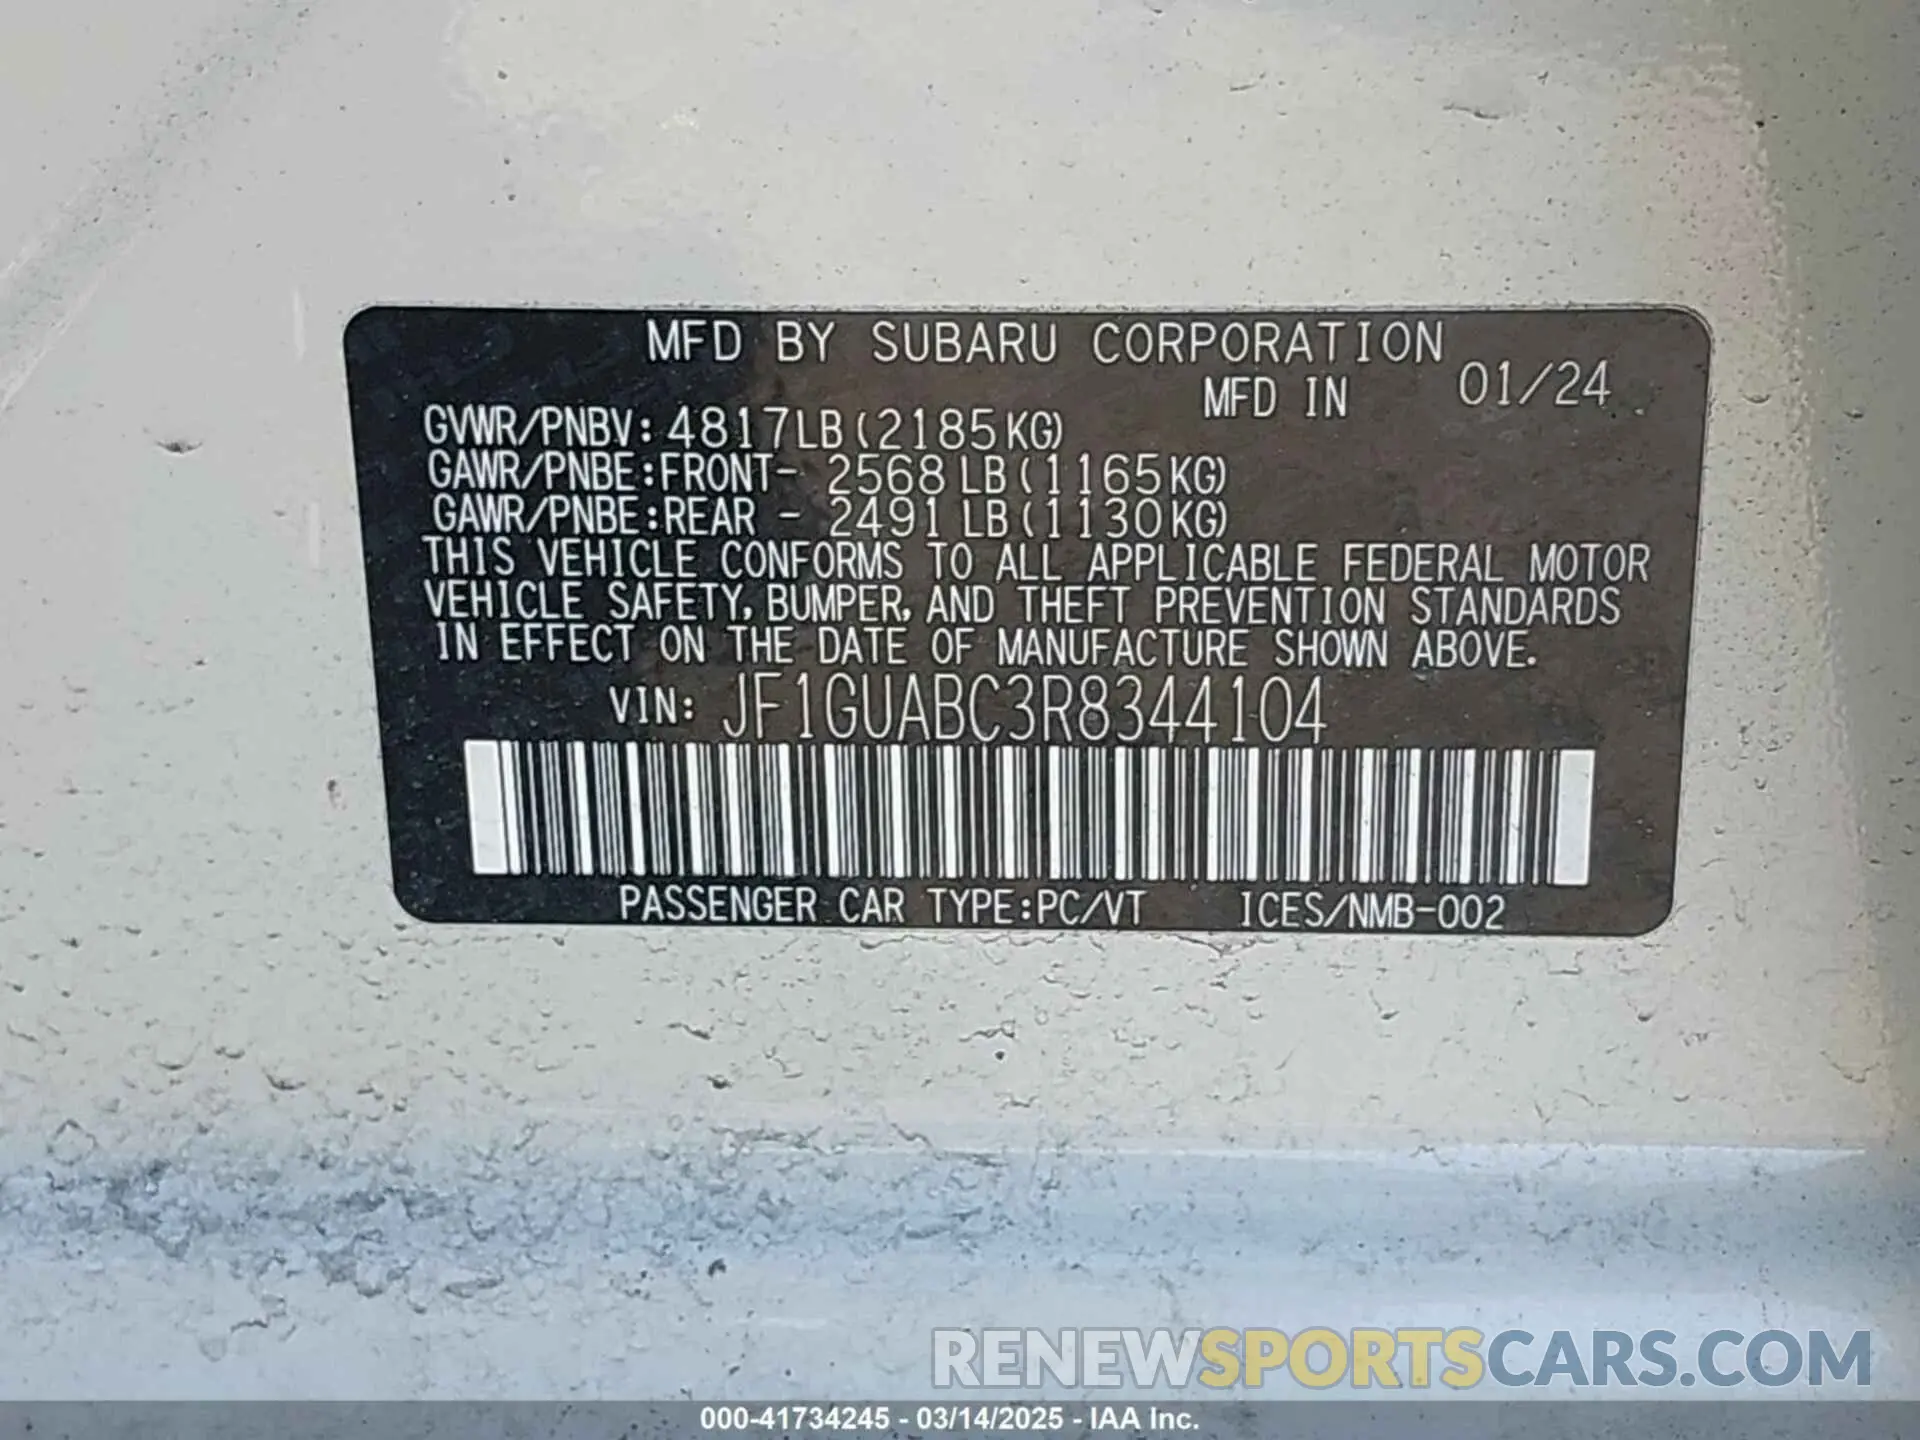 MFD BY SUBARU CORPORATION
MFD IN 01/24
GVWR/PNBV: 4817LB(2185KG)
GAWR/PNBE:FRONT- 2568 LB(1165KG)
GAWR/PNBE:REAR - 2491 LB(1130KG)
THIS VEHICLE CONFORMS TO ALL APPLICABLE FEDERAL MOTOR
VEHICLE SAFETY, BUMPER, AND THEFT PREVENTION STANDARDS
IN EFFECT ON THE DATE OF MANUFACTURE SHOWN ABOVE.
VIN: JF1GUABC3R8344104
PASSENGER CAR TYPE:PC/VT ICES/NMB-002
RENEWSPORTSCARS.COM
000-41734245 - 03/14/2025 - IAA Inc.